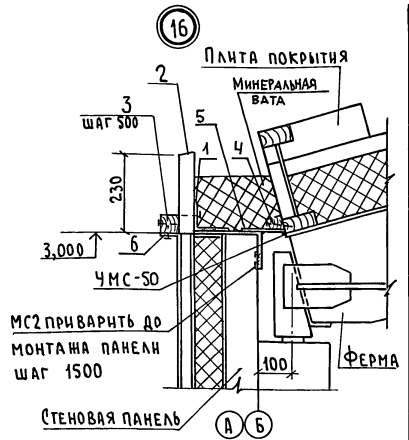 16
Плита покрытия
2
Минеральная
вата
3
шаг 500
5
1
4
230
3,000
6
УМС-50
МС2 приварить до
монтажа панели
шаг 1500
100
Ферма
Стеновая панель
А Б